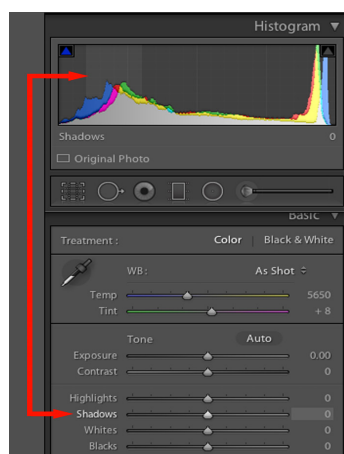 Histogram
Shadows 0
Original Photo
Basic
Treatment : Color Black & White
WB : As Shot
Temp 5650
Tint + 8
Tone Auto
Exposure 0.00
Contrast 0
Highlights 0
Shadows 0
Whites 0
Blacks 0